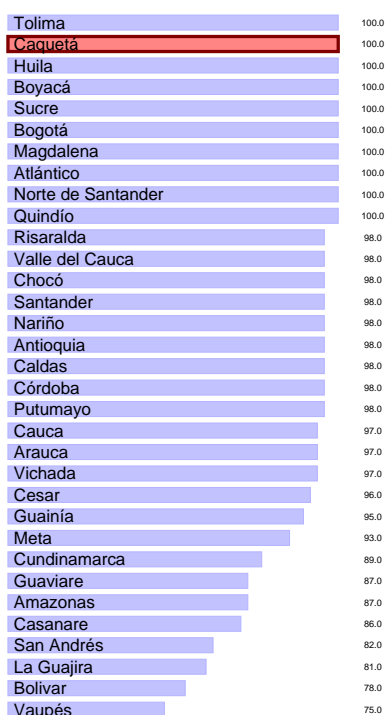 Tolima 100.0
Caquetá 100.0
Huila 100.0
Boyacá 100.0
Sucre 100.0
Bogotá 100.0
Magdalena 100.0
Atlántico 100.0
Norte de Santander 100.0
Quindío 100.0
Risaralda 98.0
Valle del Cauca 98.0
Chocó 98.0
Santander 98.0
Nariño 98.0
Antioquia 98.0
Caldas 98.0
Córdoba 98.0
Putumayo 98.0
Cauca 97.0
Arauca 97.0
Vichada 97.0
Cesar 96.0
Guainía 95.0
Meta 93.0
Cundinamarca 89.0
Guaviare 87.0
Amazonas 87.0
Casanare 86.0
San Andrés 82.0
La Guajira 81.0
Bolivar 78.0
Vaupés 75.0